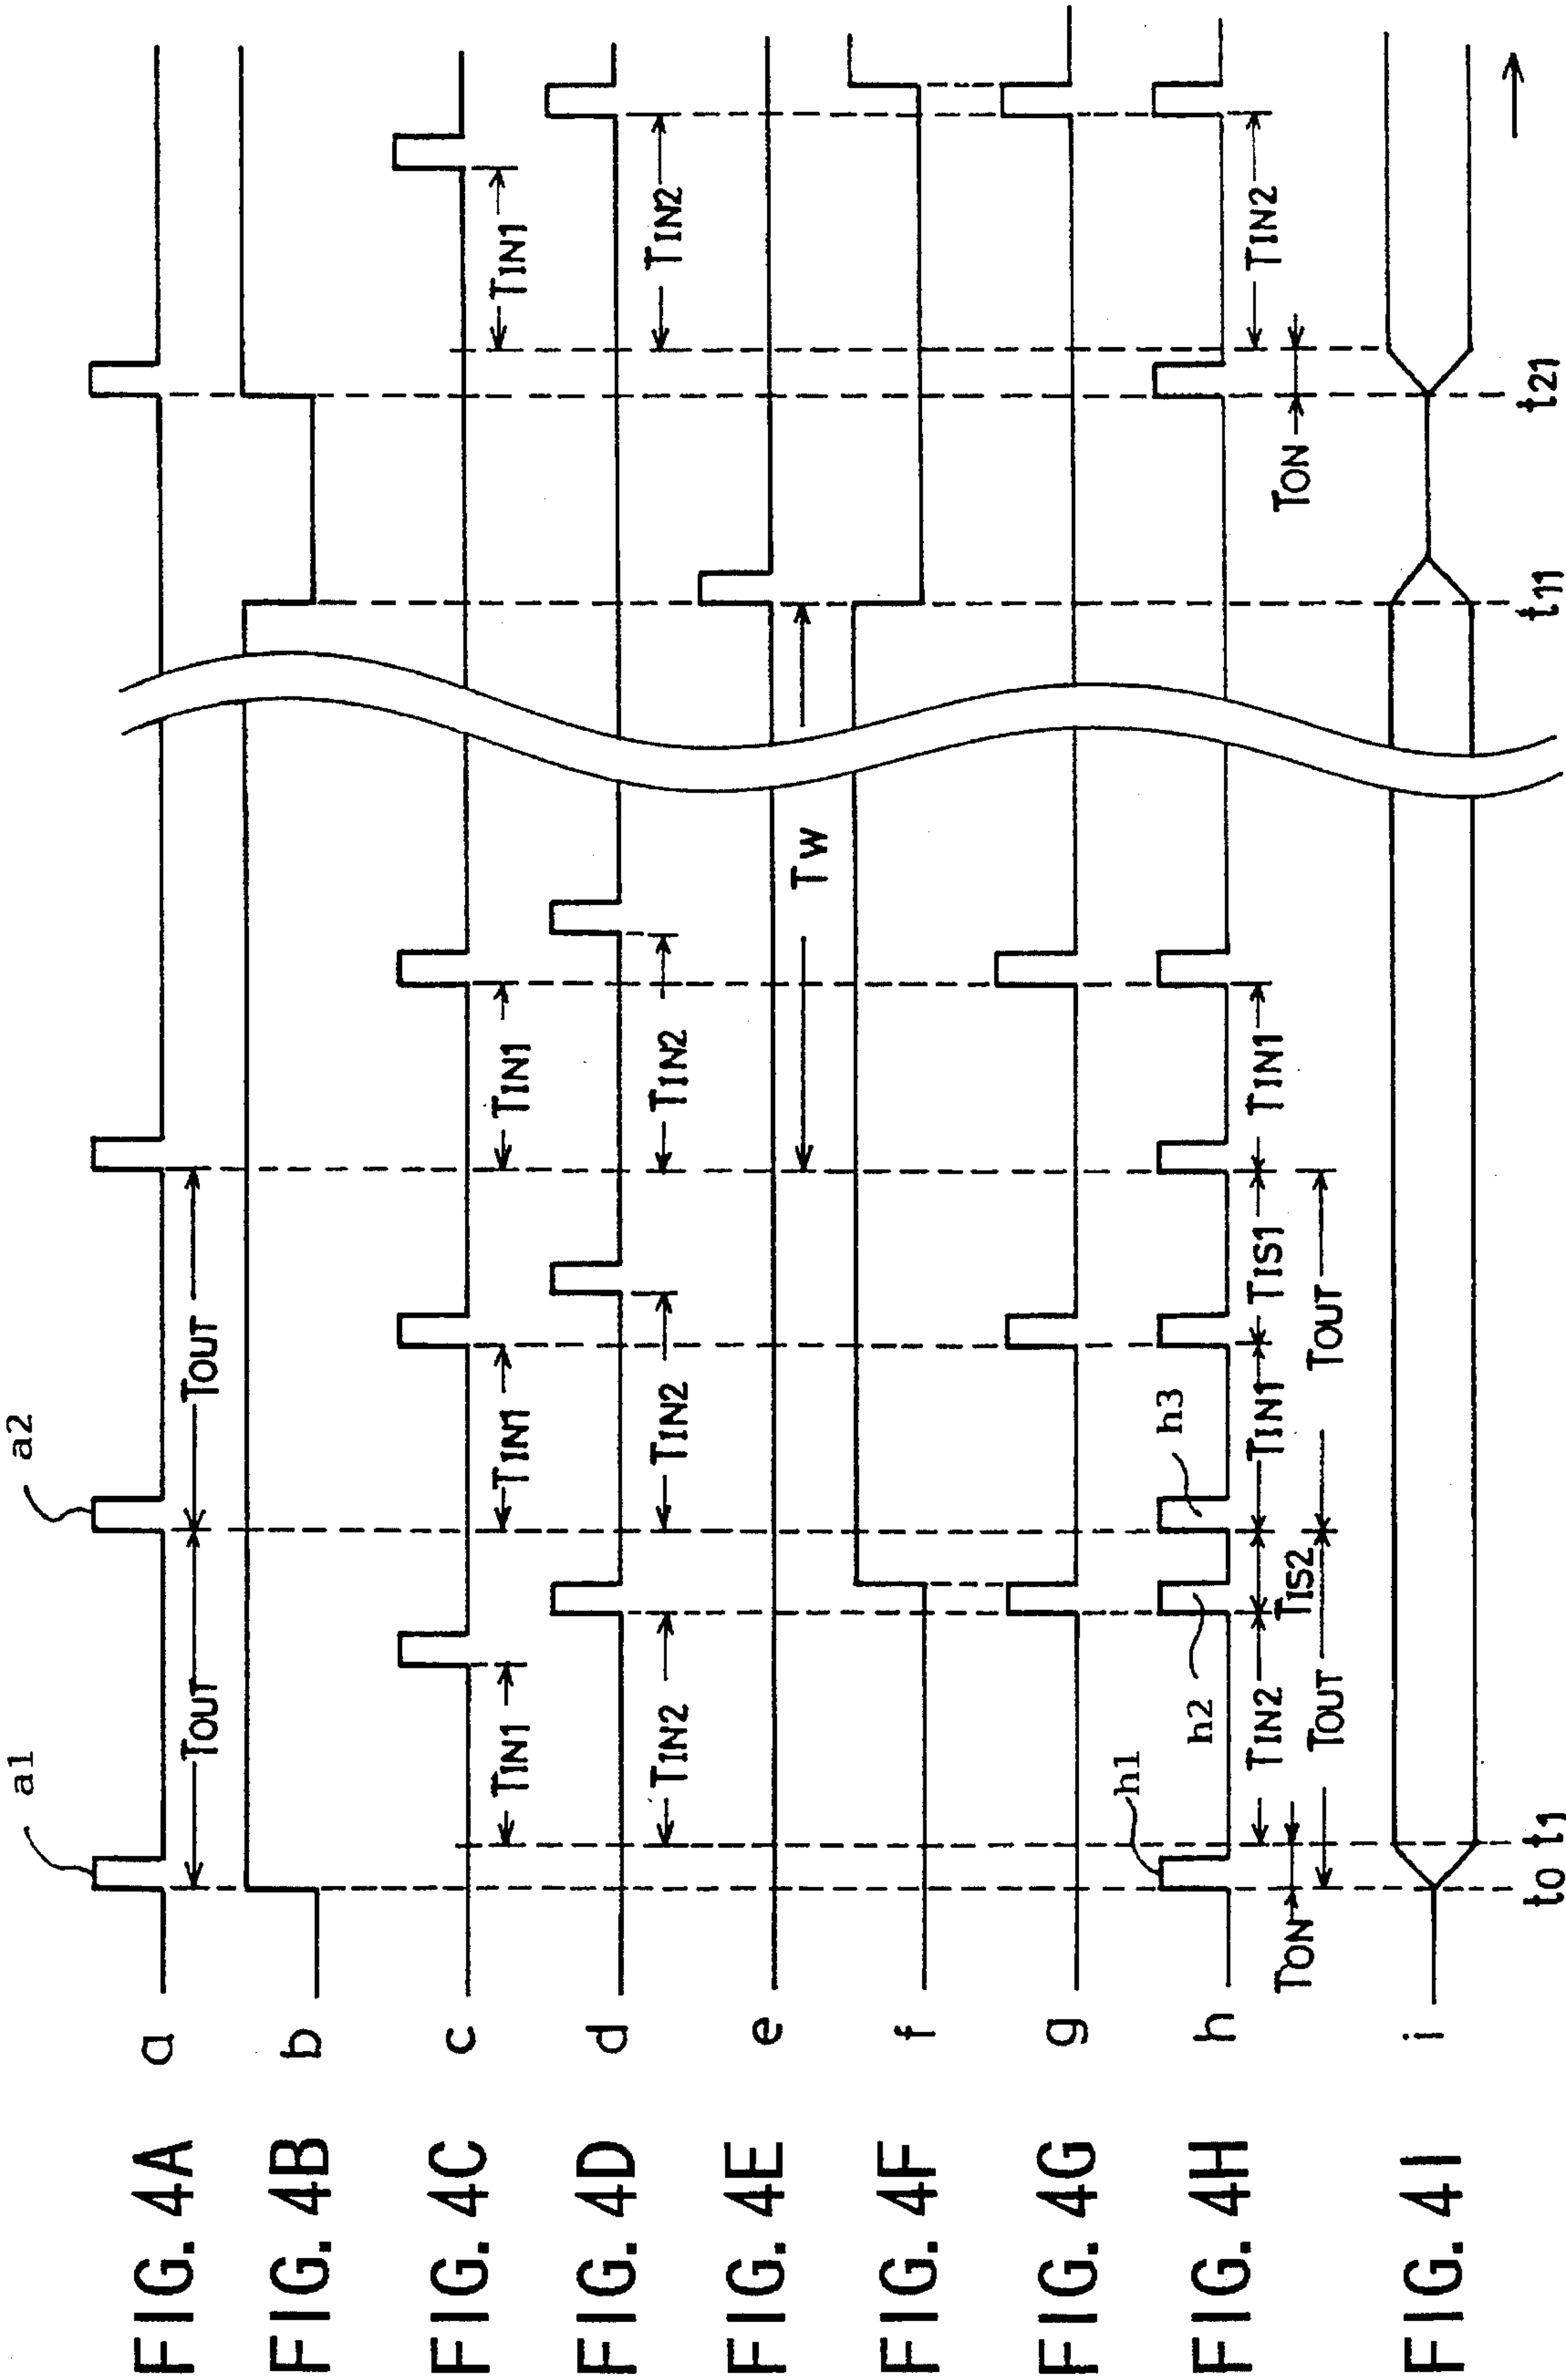 a1 a2
FIG. 4A a TOUT TOUT
FIG. 4B b
FIG. 4C c TIN1 TIN1 TIN1 TIN1
FIG. 4D d TIN2 TIN2 TIN2 TIN2
FIG. 4E e TW
FIG. 4F f
FIG. 4G g
h1 h2 h3
FIG. 4H h
TIN2 TIS2 TIN1 TIS1 TIN1 TIN2
TON TOUT TOUT TON
FIG. 4I i
t0 t1 t11 t21